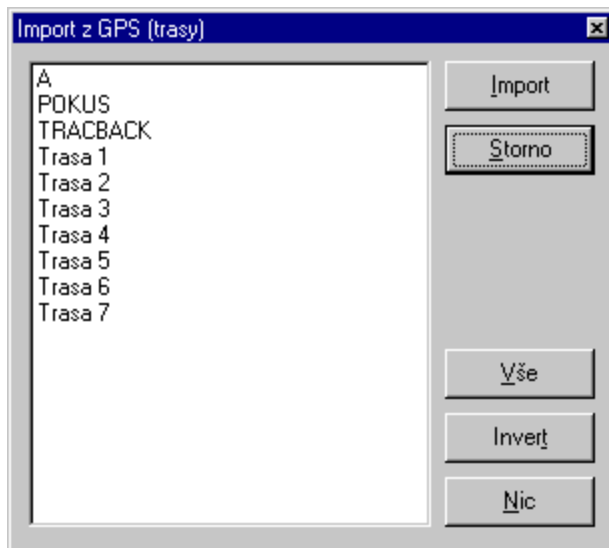 Import z GPS (trasy)
A
POKUS
TRACBACK
Trasa 1
Trasa 2
Trasa 3
Trasa 4
Trasa 5
Trasa 6
Trasa 7
Import
Storno
Vše
Invert
Nic